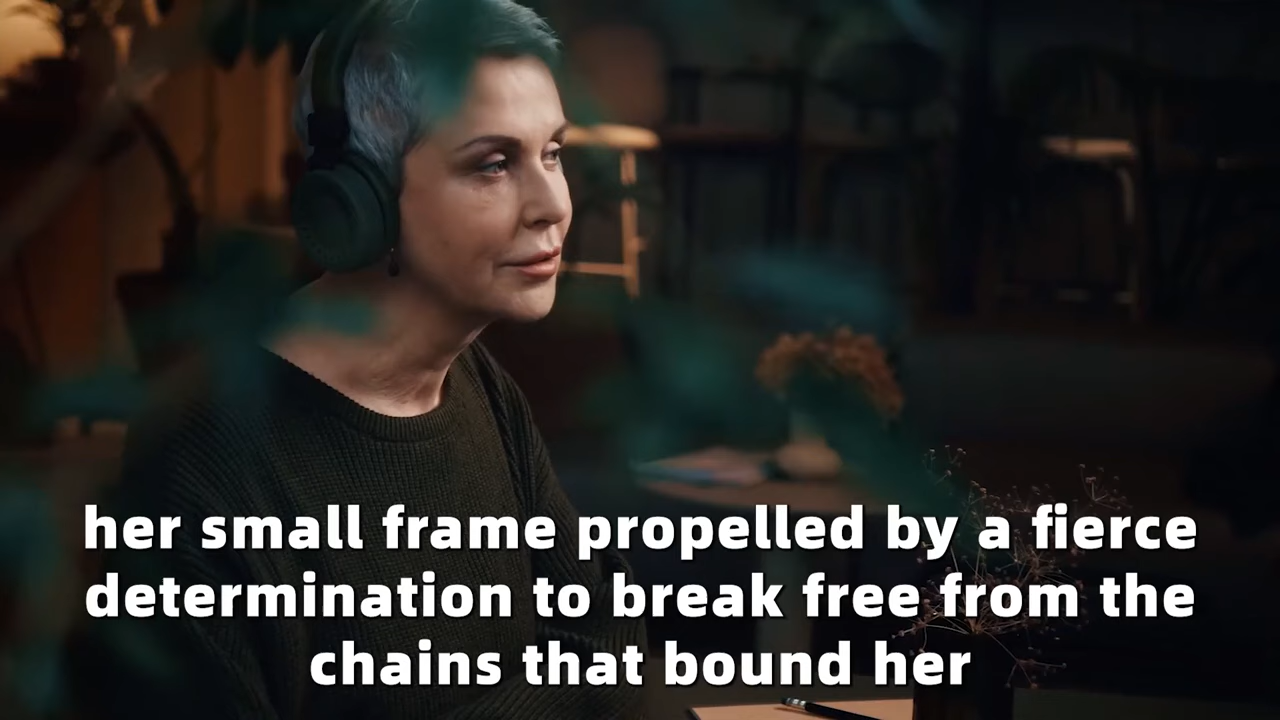 her small frame propelled by a fierce
determination to break free from the
chains that bound her